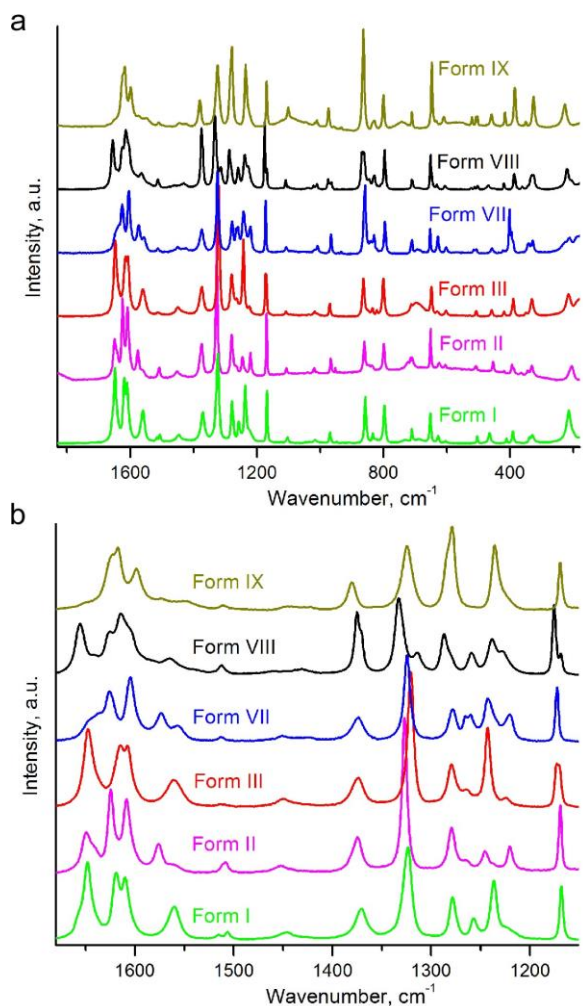 a
Form IX
Form VIII
Form VII
Form III
Form II
Form I
Intensity, a.u.
1600 1200 800 400
Wavenumber, cm⁻¹
b
Form IX
Form VIII
Form VII
Form III
Form II
Form I
Intensity, a.u.
1600 1500 1400 1300 1200
Wavenumber, cm⁻¹